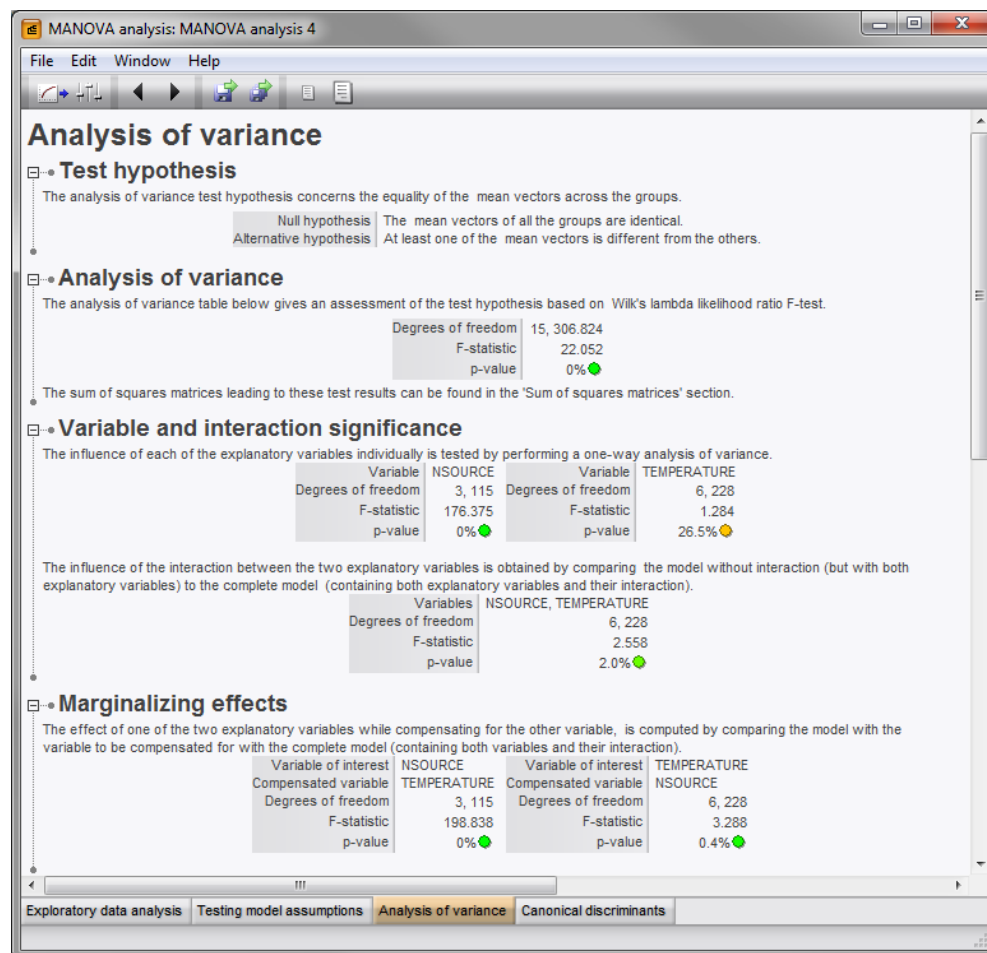 MANOVA analysis: MANOVA analysis 4
File Edit Window Help
Analysis of variance
Test hypothesis
The analysis of variance test hypothesis concerns the equality of the mean vectors across the groups.
Null hypothesis The mean vectors of all the groups are identical.
Alternative hypothesis At least one of the mean vectors is different from the others.
Analysis of variance
The analysis of variance table below gives an assessment of the test hypothesis based on Wilk's lambda likelihood ratio F-test.
Degrees of freedom 15, 306.824
F-statistic 22.052
p-value 0%
The sum of squares matrices leading to these test results can be found in the 'Sum of squares matrices' section.
Variable and interaction significance
The influence of each of the explanatory variables individually is tested by performing a one-way analysis of variance.
Variable NSOURCE Variable TEMPERATURE
Degrees of freedom 3, 115 Degrees of freedom 6, 228
F-statistic 176.375 F-statistic 1.284
p-value 0% p-value 26.5%
The influence of the interaction between the two explanatory variables is obtained by comparing the model without interaction (but with both
explanatory variables) to the complete model (containing both explanatory variables and their interaction).
Variables NSOURCE, TEMPERATURE
Degrees of freedom 6, 228
F-statistic 2.558
p-value 2.0%
Marginalizing effects
The effect of one of the two explanatory variables while compensating for the other variable, is computed by comparing the model with the
variable to be compensated for with the complete model (containing both variables and their interaction).
Variable of interest NSOURCE Variable of interest TEMPERATURE
Compensated variable TEMPERATURE Compensated variable NSOURCE
Degrees of freedom 3, 115 Degrees of freedom 6, 228
F-statistic 198.838 F-statistic 3.288
p-value 0% p-value 0.4%
Exploratory data analysis Testing model assumptions Analysis of variance Canonical discriminants